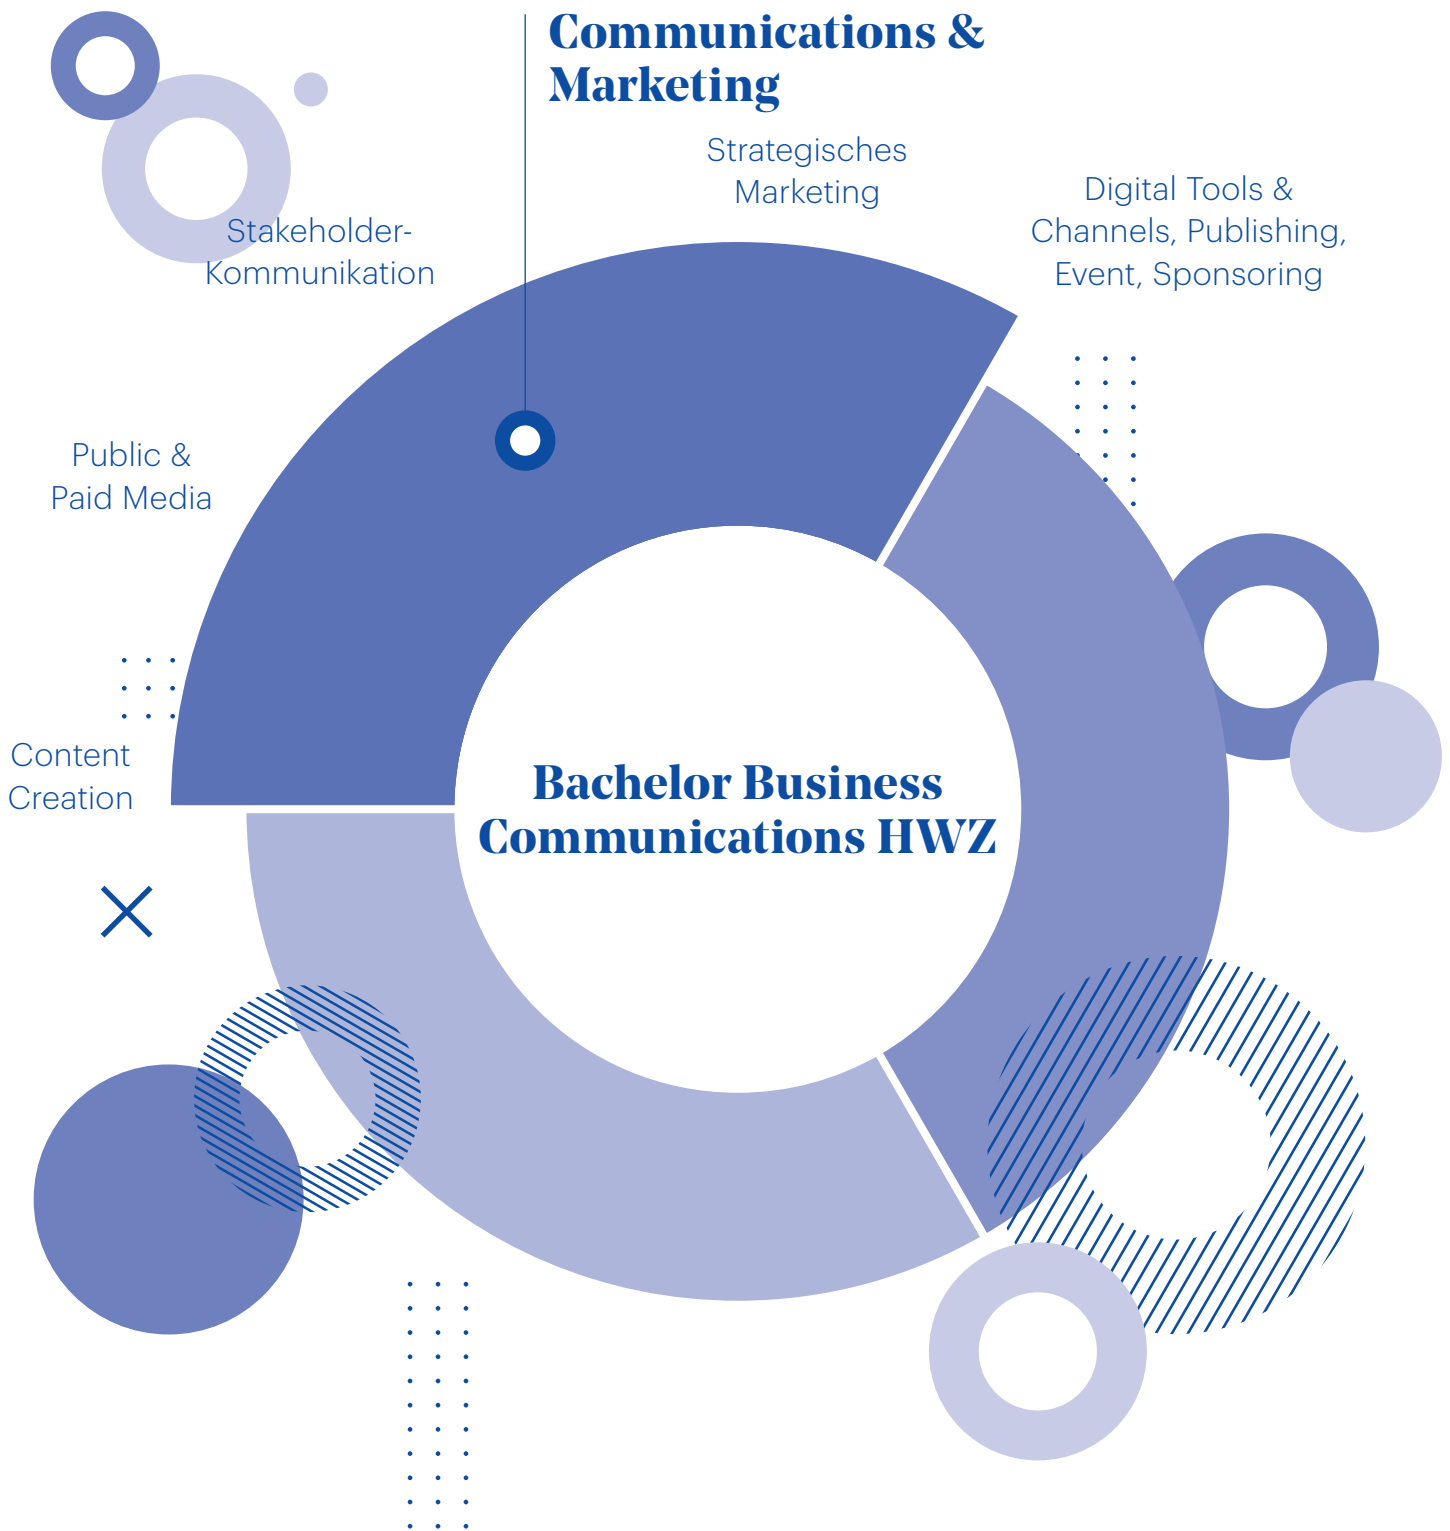 Communications &
Marketing
Strategisches
Marketing
Digital Tools &
Channels, Publishing,
Event, Sponsoring
Stakeholder-
Kommunikation
Public &
Paid Media
Content
Creation
Bachelor Business
Communications HWZ